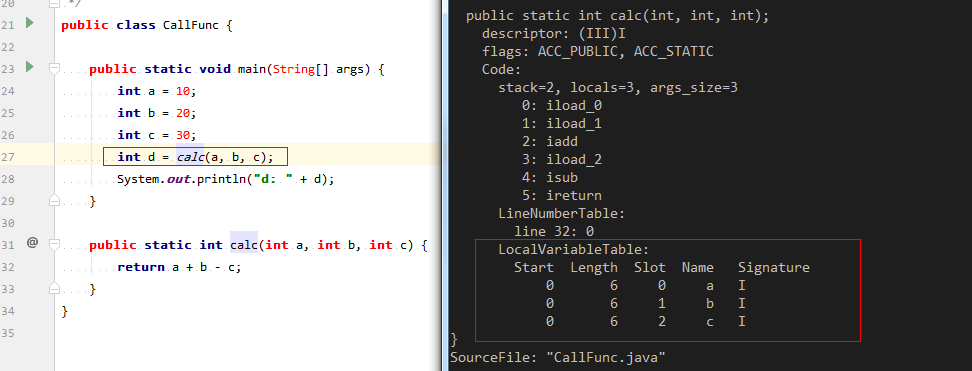 20 */
21 public class CallFunc {
22
23 public static void main(String[] args) {
24 int a = 10;
25 int b = 20;
26 int c = 30;
27 int d = calc(a, b, c);
28 System.out.println("d: " + d);
29 }
30
31 @ public static int calc(int a, int b, int c) {
32 return a + b - c;
33 }
34 }
35
public static int calc(int, int, int);
descriptor: (III)I
flags: ACC_PUBLIC, ACC_STATIC
Code:
stack=2, locals=3, args_size=3
0: iload_0
1: iload_1
2: iadd
3: iload_2
4: isub
5: ireturn
LineNumberTable:
line 32: 0
LocalVariableTable:
Start Length Slot Name Signature
0 6 0 a I
0 6 1 b I
0 6 2 c I
}
SourceFile: "CallFunc.java"